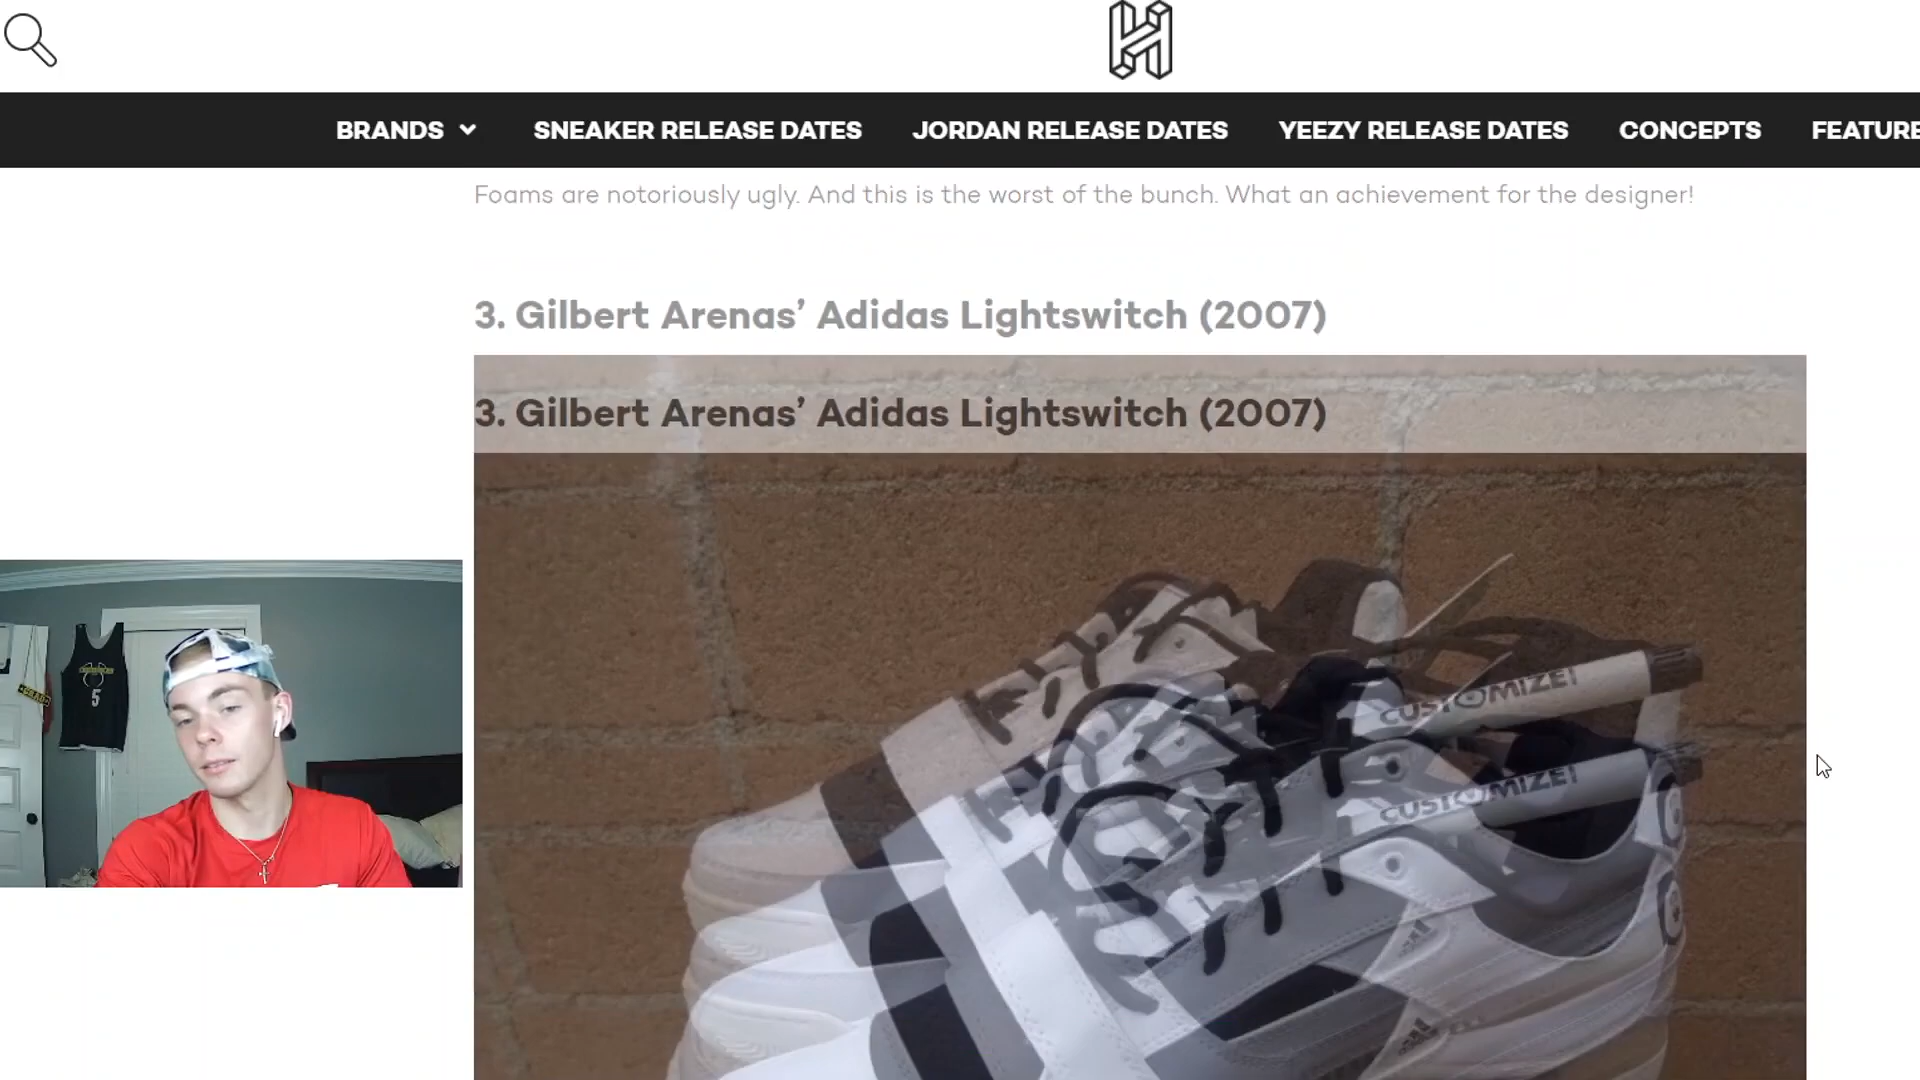 BRANDS SNEAKER RELEASE DATES JORDAN RELEASE DATES YEEZY RELEASE DATES CONCEPTS FEATURE
Foams are notoriously ugly. And this is the worst of the bunch. What an achievement for the designer!
3. Gilbert Arenas’ Adidas Lightswitch (2007)
3. Gilbert Arenas’ Adidas Lightswitch (2007)
CUSTOMIZE!
CUSTOMIZE!
5